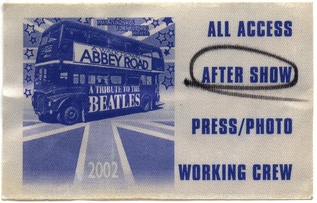 ABBEY ROAD
A TRIBUTE TO THE
BEATLES
2002
ALL ACCESS
AFTER SHOW
PRESS/PHOTO
WORKING CREW